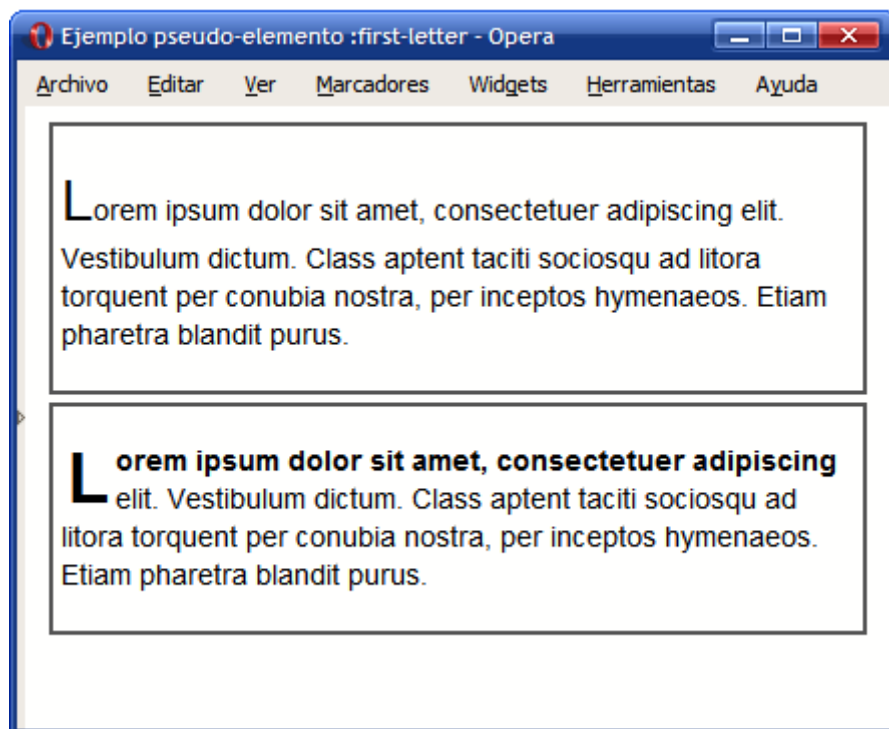 Ejemplo pseudo-elemento :first-letter - Opera
Archivo Editar Ver Marcadores Widgets Herramientas Ayuda
Lorem ipsum dolor sit amet, consectetuer adipiscing elit.
Vestibulum dictum. Class aptent taciti sociosqu ad litora
torquent per conubia nostra, per inceptos hymenaeos. Etiam
pharetra blandit purus.
Lorem ipsum dolor sit amet, consectetuer adipiscing
elit. Vestibulum dictum. Class aptent taciti sociosqu ad
litora torquent per conubia nostra, per inceptos hymenaeos.
Etiam pharetra blandit purus.